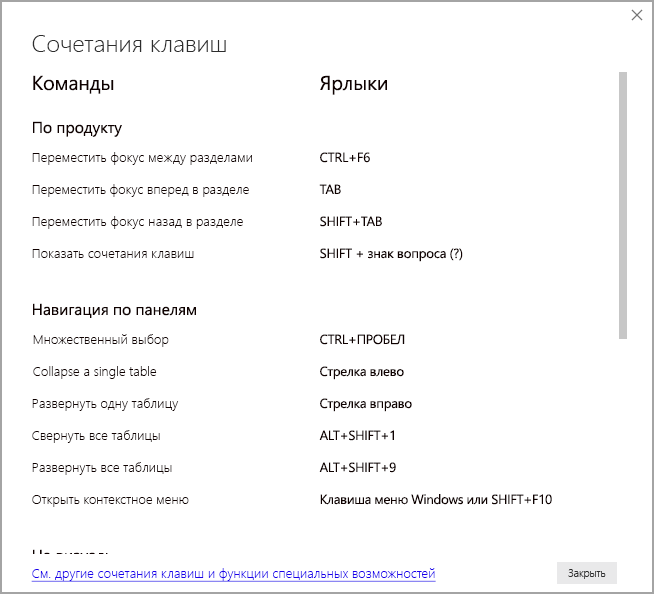 Сочетания клавиш
Команды Ярлыки
По продукту
Переместить фокус между разделами CTRL+F6
Переместить фокус вперед в разделе TAB
Переместить фокус назад в разделе SHIFT+TAB
Показать сочетания клавиш SHIFT + знак вопроса (?)
Навигация по панелям
Множественный выбор CTRL+ПРОБЕЛ
Collapse a single table Стрелка влево
Развернуть одну таблицу Стрелка вправо
Свернуть все таблицы ALT+SHIFT+1
Развернуть все таблицы ALT+SHIFT+9
Открыть контекстное меню Клавиша меню Windows или SHIFT+F10
См. другие сочетания клавиш и функции специальных возможностей Закрыть